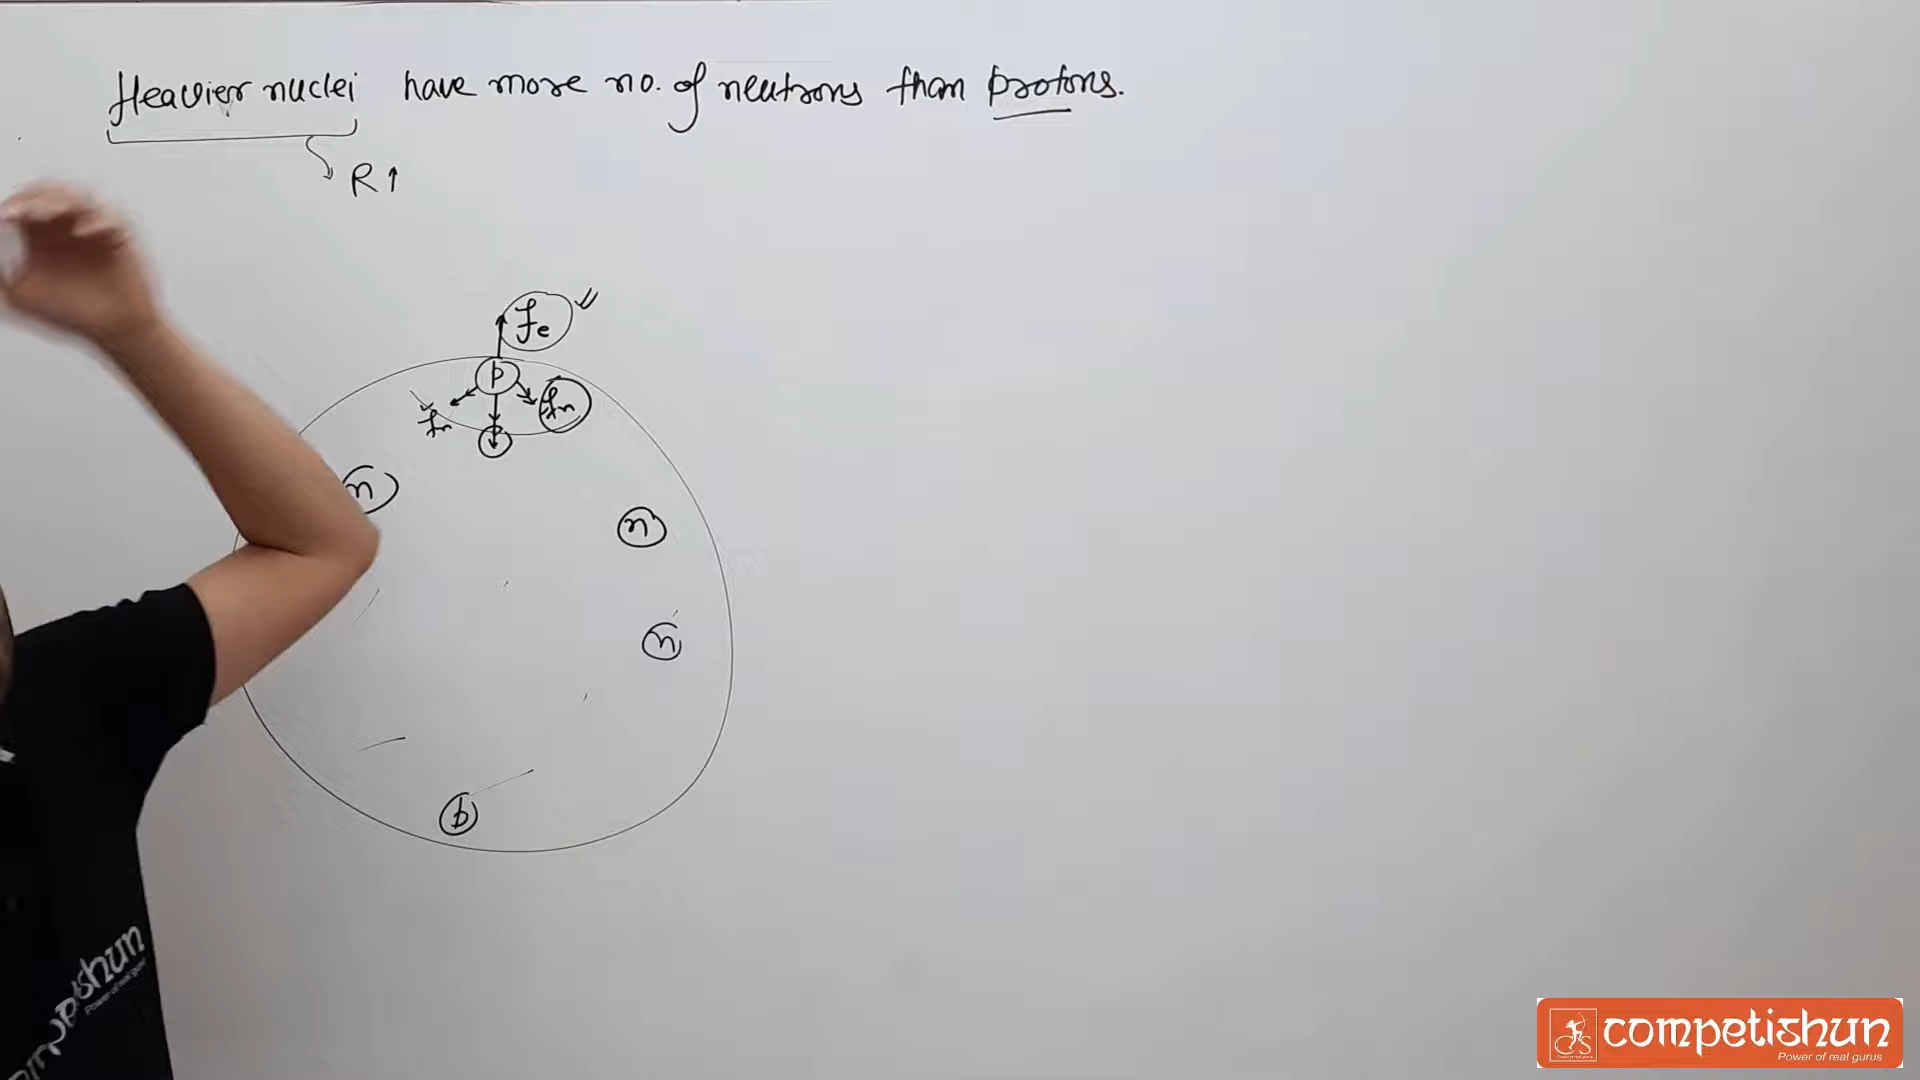 Heavier nuclei have more no. of neutrons than protons.
R↑
fe
p
fn
fn
n
n
n
p
competishun
Power of real gurus